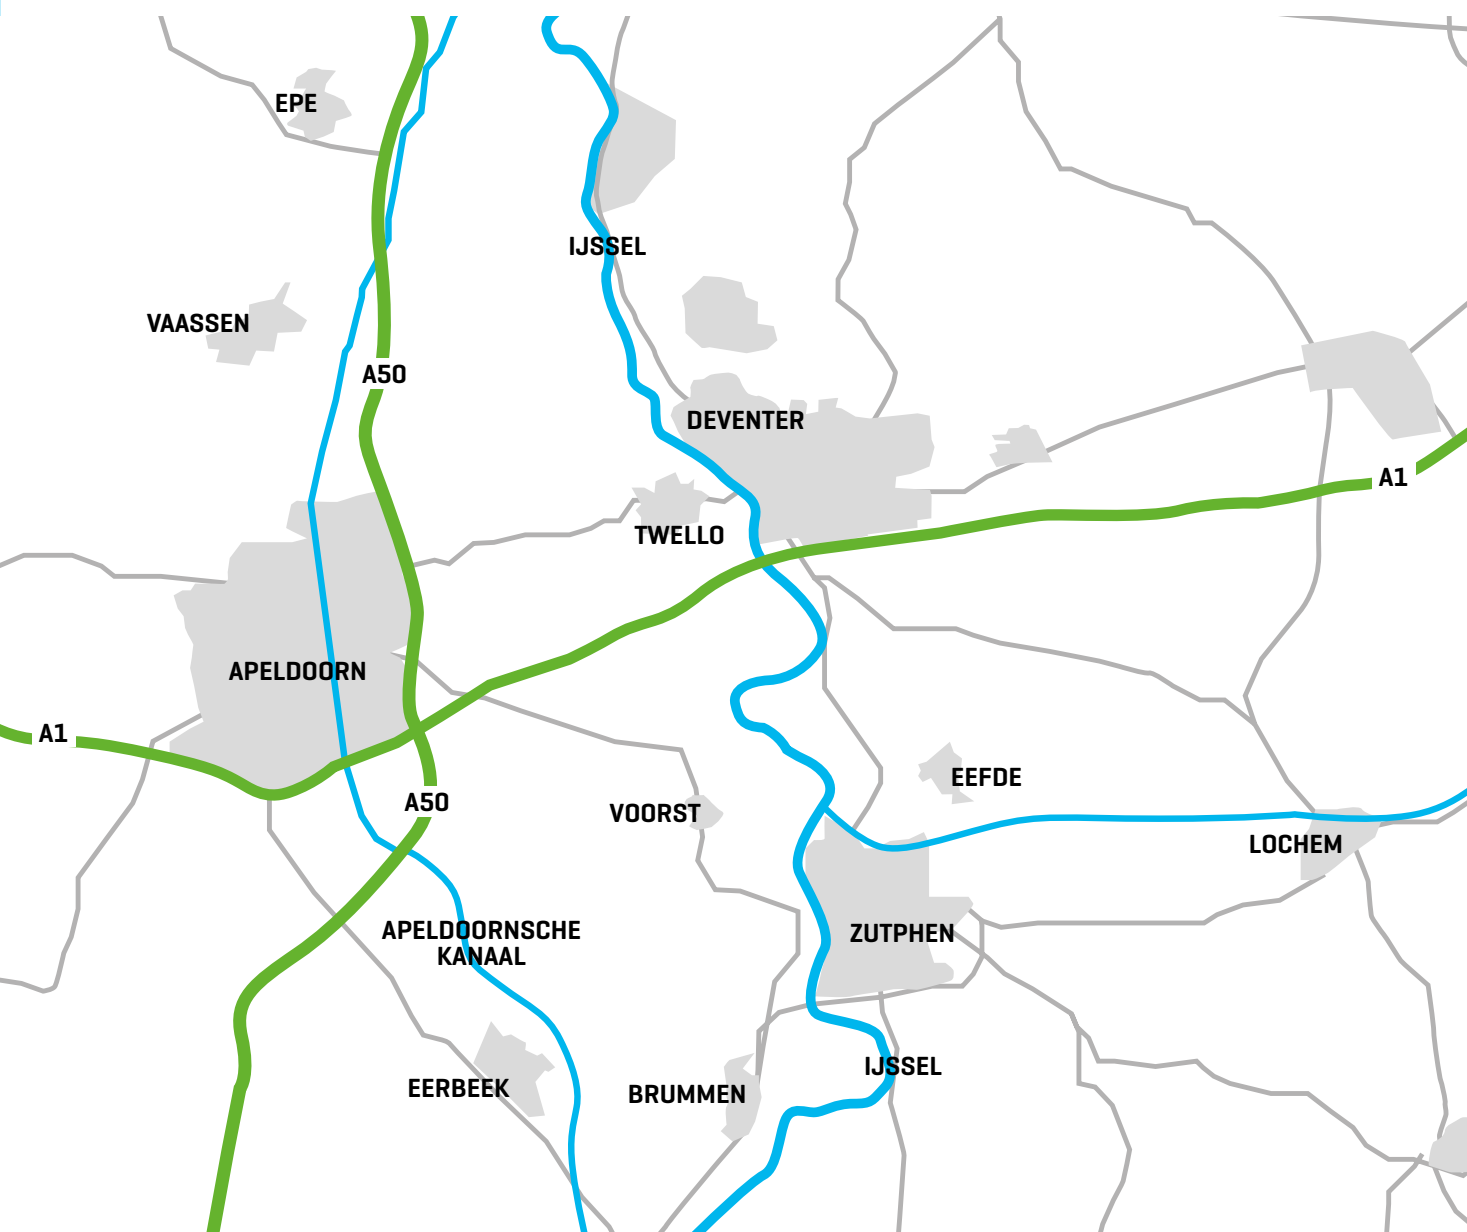 EPE
IJSSEL
VAASSEN
A50
DEVENTER
A1
TWELLO
APELDOORN
A1
EEFDE
A50
VOORST
LOCHEM
APELDOORNSCHE
KANAAL
ZUTPHEN
IJSSEL
EERBEEK
BRUMMEN